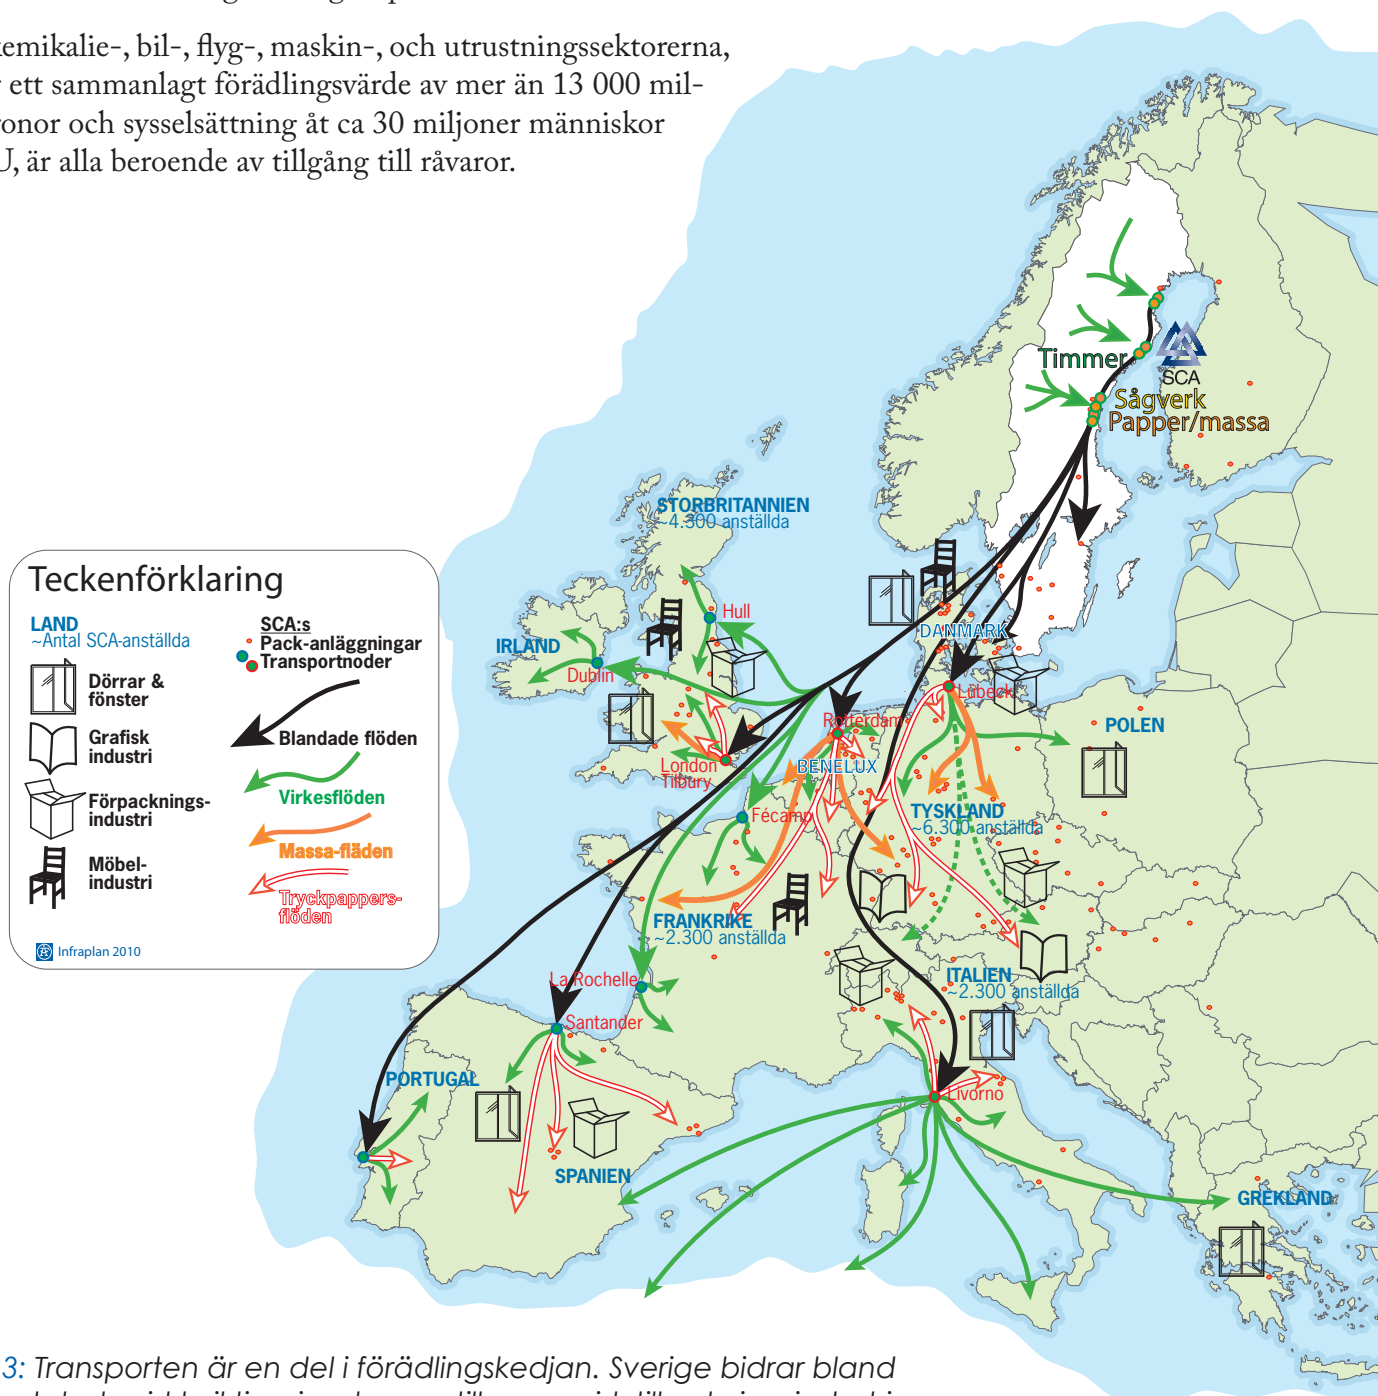 kemikalie-, bil-, flyg-, maskin-, och utrustningssektorerna,
ett sammanlagt förädlingsvärde av mer än 13 000 mil-
ronor och sysselsättning åt ca 30 miljoner människor
U, är alla beroende av tillgång till råvaror.
Timmer
SCA
Sågverk
Papper/massa
STORBRITANNIEN
~4.300 anställda
Teckenförklaring
LAND
~Antal SCA-anställda
Dörrar &
fönster
Grafisk
industri
Förpacknings-
industri
Möbel-
industri
SCA:s
Pack-anläggningar
Transportnoder
Blandade flöden
Virkesflöden
Massa-fläden
Tryckpappers-
flöden
Infraplan 2010
Hull
IRLAND
Dublin
DANMARK
Lübeck
Rotterdam
POLEN
London
Tilbury
BENELUX
Fécamp
TYSKLAND
~6.300 anställda
FRANKRIKE
~2.300 anställda
La Rochelle
ITALIEN
~2.300 anställda
Santander
PORTUGAL
Livorno
SPANIEN
GREKLAND
3: Transporten är en del i förädlingskedjan. Sverige bidrar bland